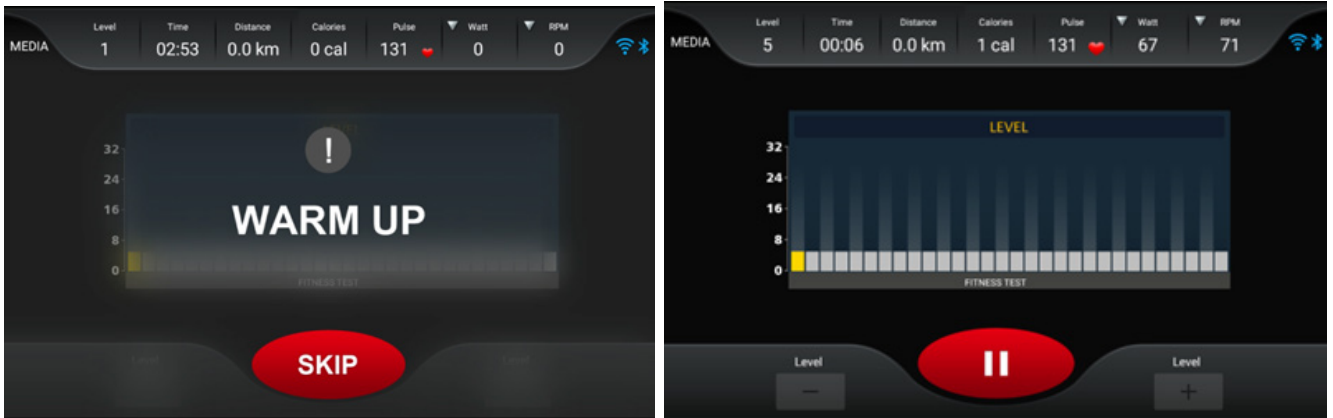 Level Time Distance Calories Pulse Watt RPM
MEDIA 1 02:53 0.0 km 0 cal 131 0 0
32
24
!
16
WARM UP
8
0
FITNESS TEST
SKIP
Level Level
Level Time Distance Calories Pulse Watt RPM
MEDIA 5 00:06 0.0 km 1 cal 131 67 71
LEVEL
32
24
16
8
0
FITNESS TEST
Level Level
− +